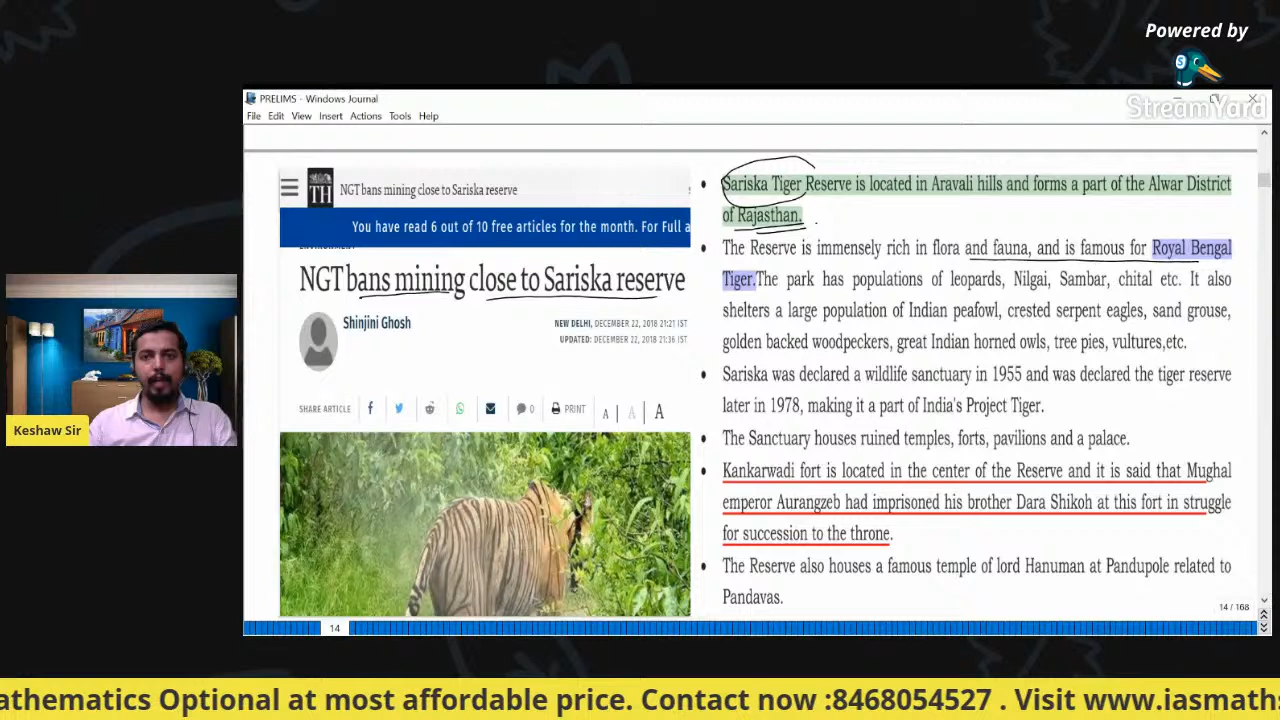 Powered by
S
StreamYard
PRELIMS - Windows Journal
File Edit View Insert Actions Tools Help
TH
NGT bans mining close to Sariska reserve
You have read 6 out of 10 free articles for the month. For Full a
NGT bans mining close to Sariska reserve
Shinjini Ghosh
NEW DELHI, DECEMBER 22, 2018 21:21 IST
UPDATED: DECEMBER 22, 2018 21:36 IST
SHARE ARTICLE
0
PRINT
A A A
• Sariska Tiger Reserve is located in Aravali hills and forms a part of the Alwar District
of Rajasthan.
• The Reserve is immensely rich in flora and fauna, and is famous for Royal Bengal
Tiger.The park has populations of leopards, Nilgai, Sambar, chital etc. It also
shelters a large population of Indian peafowl, crested serpent eagles, sand grouse,
golden backed woodpeckers, great Indian horned owls, tree pies, vultures,etc.
• Sariska was declared a wildlife sanctuary in 1955 and was declared the tiger reserve
later in 1978, making it a part of India's Project Tiger.
• The Sanctuary houses ruined temples, forts, pavilions and a palace.
• Kankarwadi fort is located in the center of the Reserve and it is said that Mughal
emperor Aurangzeb had imprisoned his brother Dara Shikoh at this fort in struggle
for succession to the throne.
• The Reserve also houses a famous temple of lord Hanuman at Pandupole related to
Pandavas.
14 / 168
14
Keshaw Sir
athematics Optional at most affordable price. Contact now :8468054527 . Visit www.iasmaths